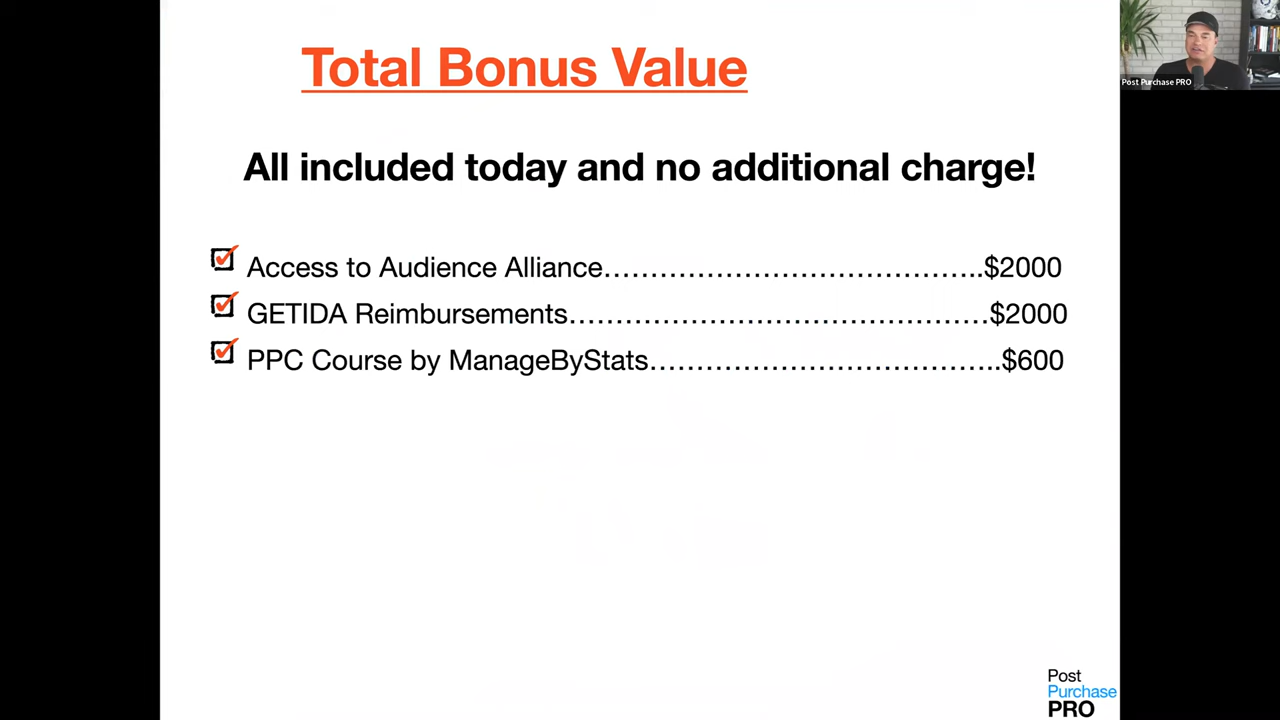 Total Bonus Value
All included today and no additional charge!
Access to Audience Alliance…………………………………...$2000
GETIDA Reimbursements………………………………………$2000
PPC Course by ManageByStats………………………………..$600
Post Purchase PRO
Post
Purchase
PRO